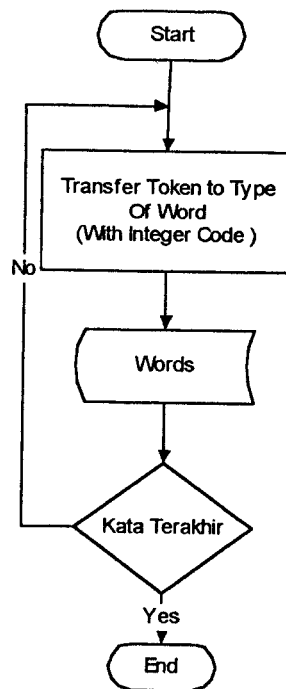 Start
Transfer Token to Type
Of Word
(With Integer Code )
No
Words
Kata Terakhir
Yes
End